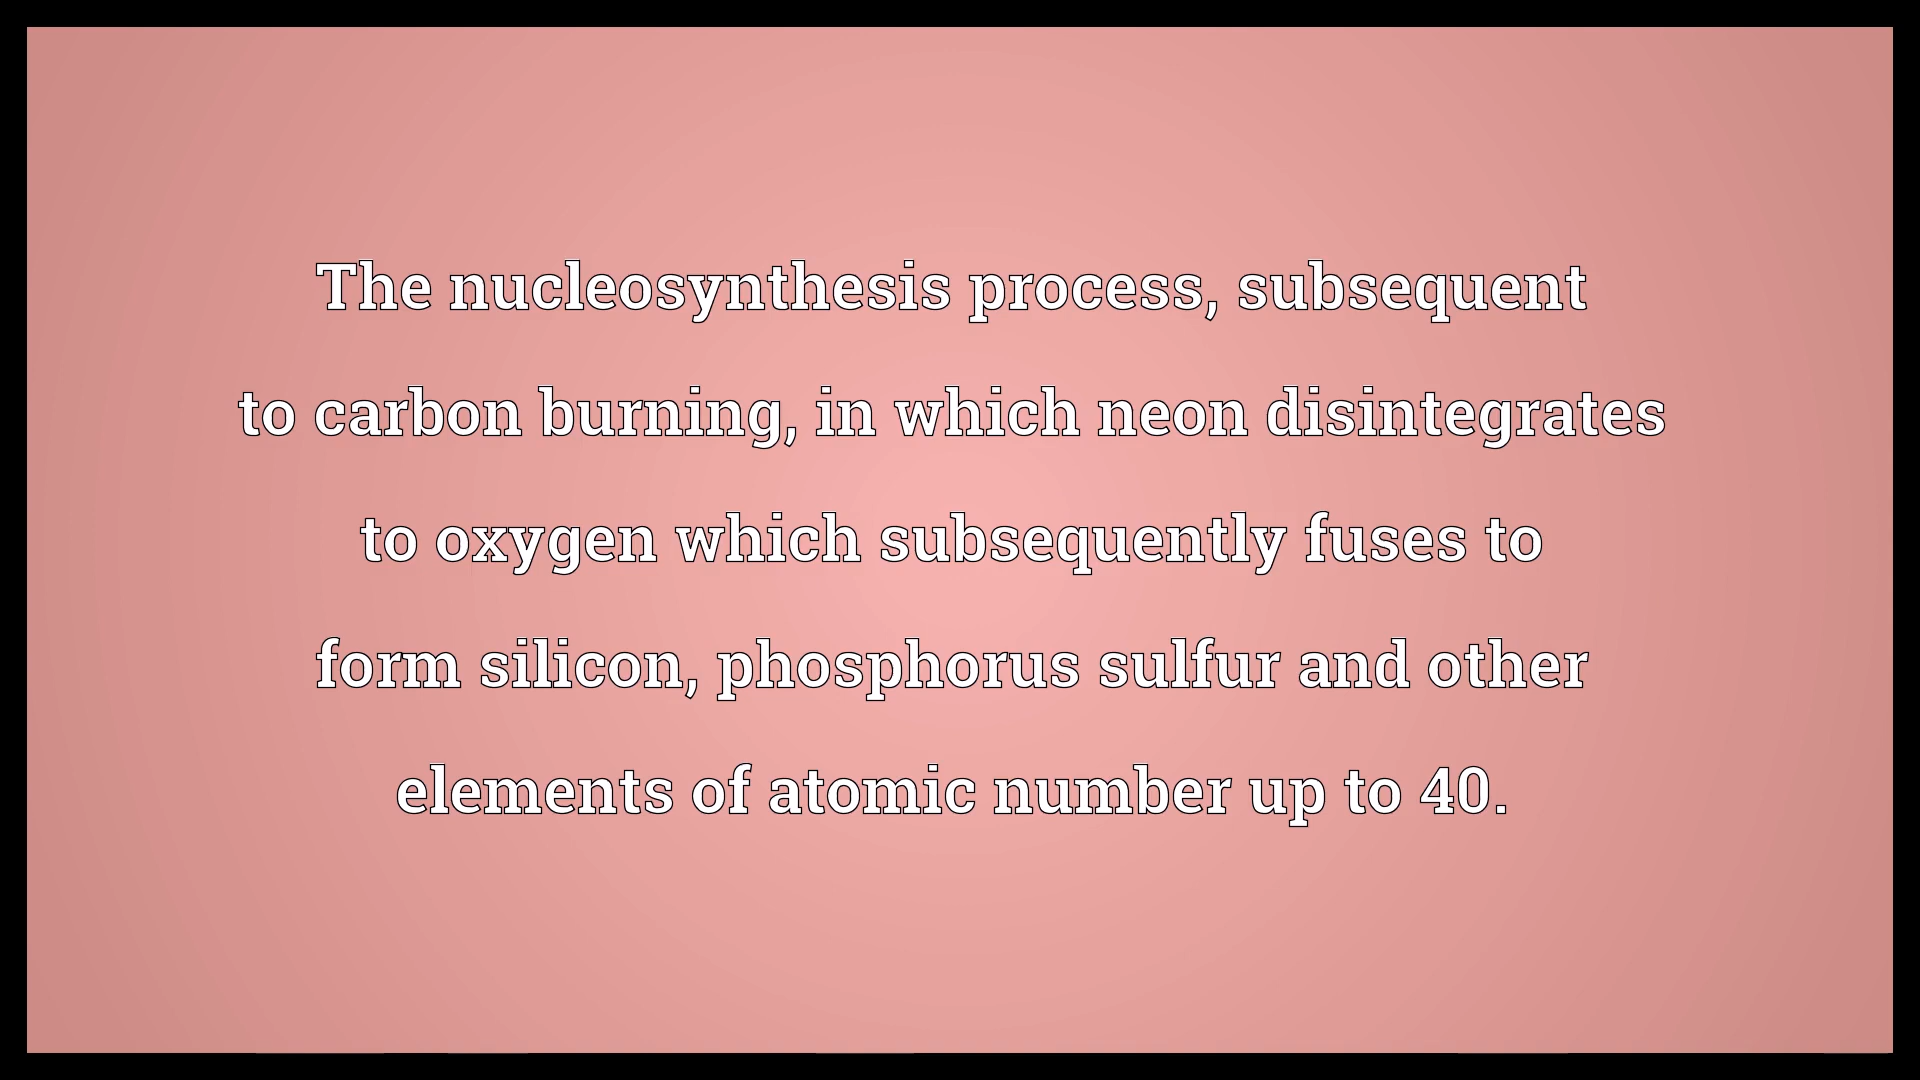 The nucleosynthesis process, subsequent
to carbon burning, in which neon disintegrates
to oxygen which subsequently fuses to
form silicon, phosphorus sulfur and other
elements of atomic number up to 40.